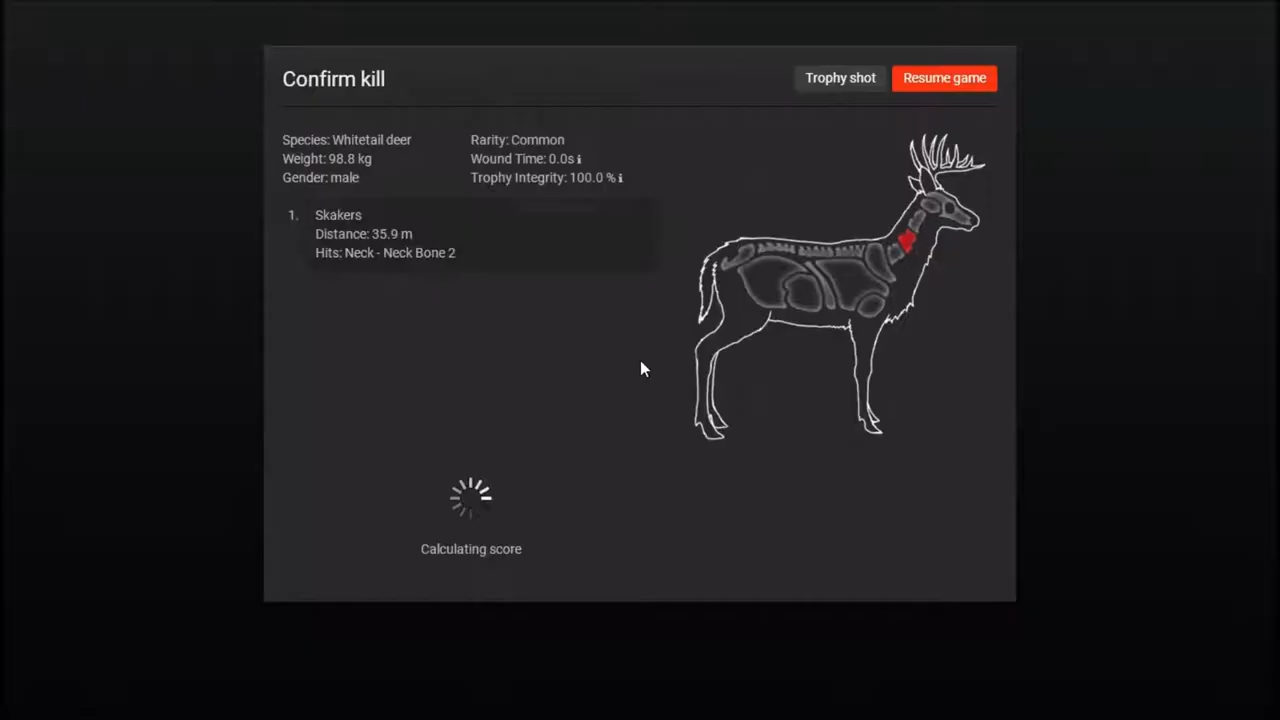 Confirm kill
Trophy shot
Resume game
Species: Whitetail deer
Rarity: Common
Weight: 98.8 kg
Wound Time: 0.0s i
Gender: male
Trophy Integrity: 100.0 % i
1. Skakers
Distance: 35.9 m
Hits: Neck - Neck Bone 2
Calculating score